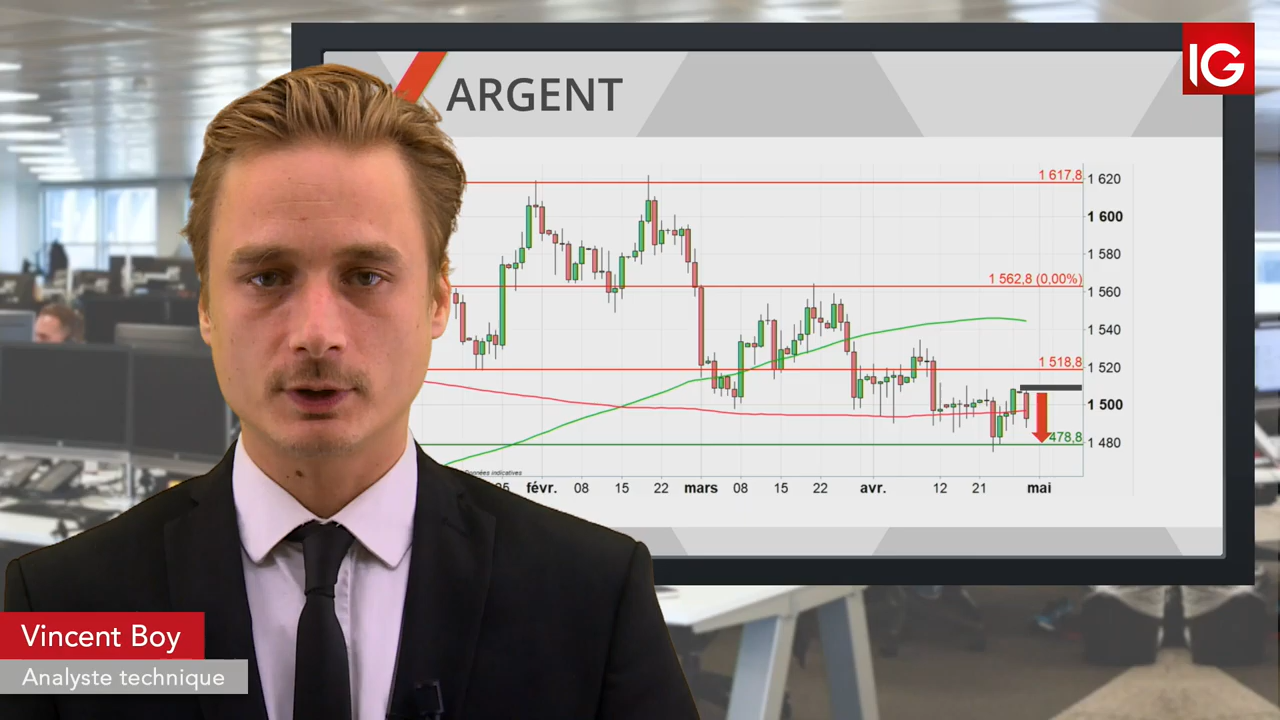 IG
ARGENT
1 617,8
1 620
1 600
1 580
1 562,8 (0,00%)
1 560
1 540
1 518,8
1 520
1 500
478,8
1 480
Données indicatives
févr.
08
15
22
mars
08
15
22
avr.
12
21
mai
Vincent Boy
Analyste technique